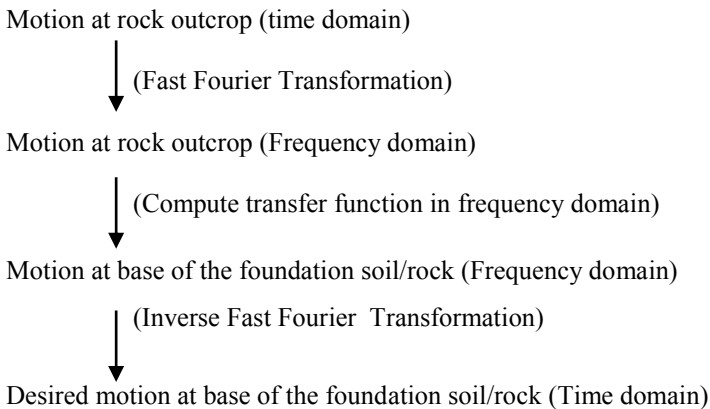 Motion at rock outcrop (time domain)
(Fast Fourier Transformation)
Motion at rock outcrop (Frequency domain)
(Compute transfer function in frequency domain)
Motion at base of the foundation soil/rock (Frequency domain)
(Inverse Fast Fourier  Transformation)
Desired motion at base of the foundation soil/rock (Time domain)